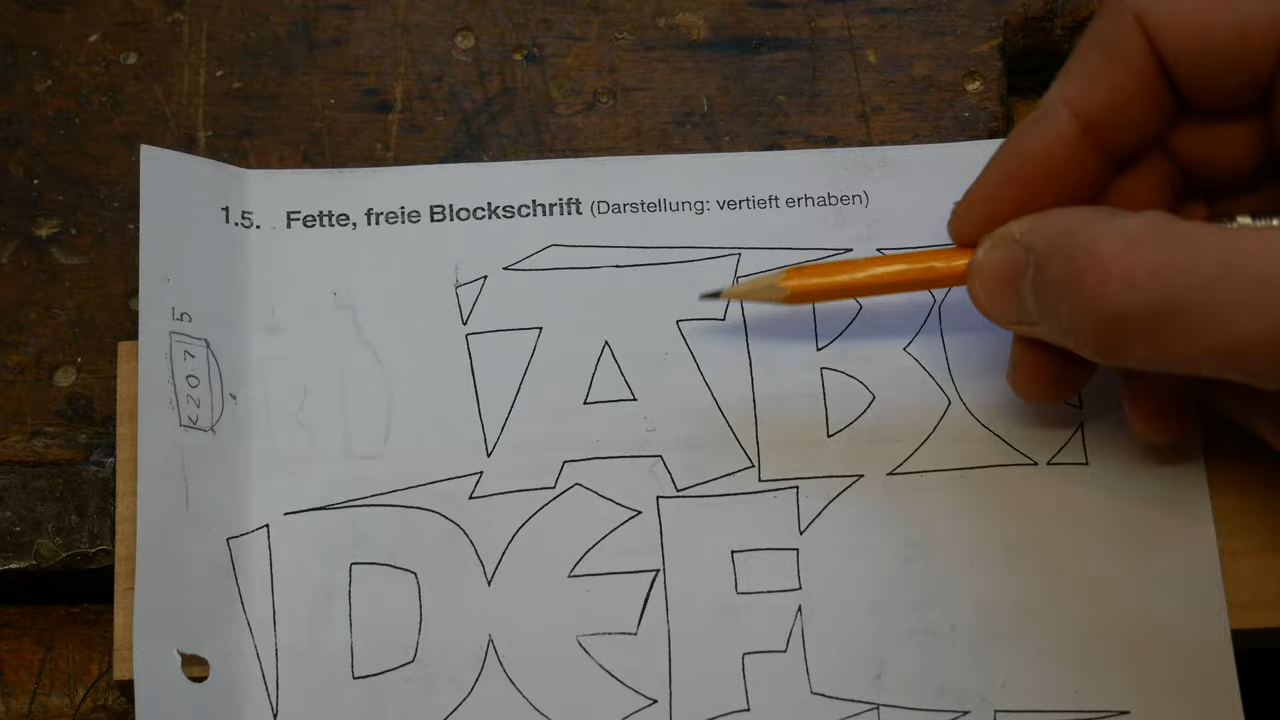 1.5. Fette, freie Blockschrift (Darstellung: vertieft erhaben)
ABC
DEF